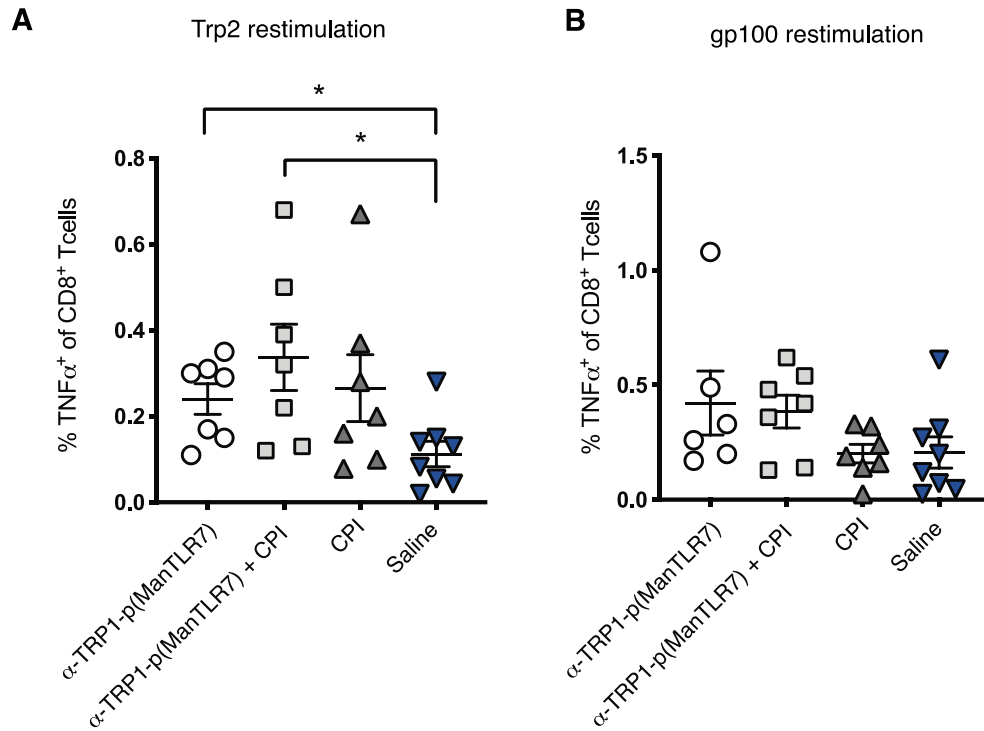 A
Trp2 restimulation
*
*
% TNFα⁺ of CD8⁺ Tcells
0.8
0.6
0.4
0.2
0.0
α-TRP1-p(ManTLR7)
α-TRP1-p(ManTLR7) + CPI
CPI
Saline
B
gp100 restimulation
% TNFα⁺ of CD8⁺ Tcells
1.5
1.0
0.5
0.0
α-TRP1-p(ManTLR7)
α-TRP1-p(ManTLR7) + CPI
CPI
Saline